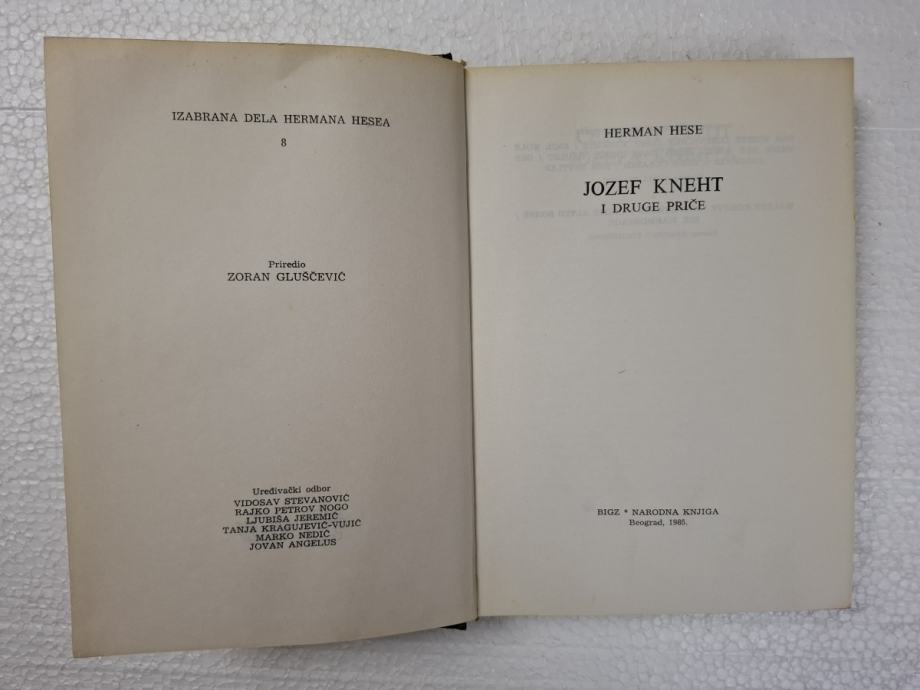 IZABRANA DELA HERMANA HESEA
8
Priredio
ZORAN GLUŠČEVIĆ
Uređivački odbor
VIDOSAV STEVANOVIĆ
RAJKO PETROV NOGO
LJUBIŠA JEREMIĆ
TANJA KRAGUJEVIĆ-VUJIĆ
MARKO NEDIĆ
JOVAN ANGELUS
HERMAN HESE
JOZEF KNEHT
I DRUGE PRIČE
BIGZ * NARODNA KNJIGA
Beograd, 1985.